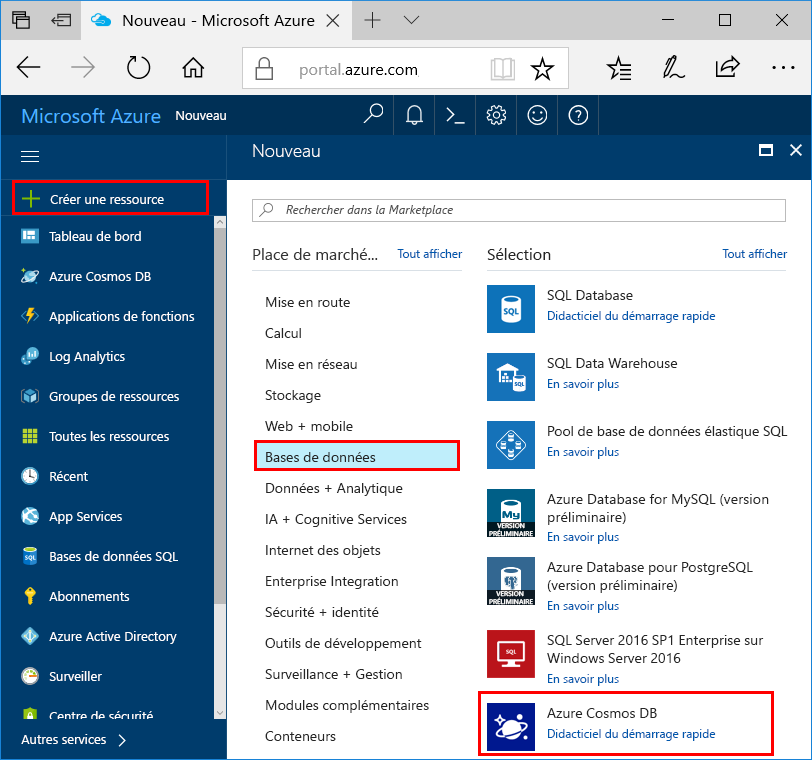 Nouveau - Microsoft Azure
portal.azure.com
Microsoft Azure Nouveau
Nouveau
Créer une ressource
Tableau de bord
Azure Cosmos DB
Applications de fonctions
Log Analytics
Groupes de ressources
Toutes les ressources
Récent
App Services
Bases de données SQL
Abonnements
Azure Active Directory
Surveiller
Centre de sécurité
Autres services
Rechercher dans la Marketplace
Place de marché... Tout afficher
Mise en route
Calcul
Mise en réseau
Stockage
Web + mobile
Bases de données
Données + Analytique
IA + Cognitive Services
Internet des objets
Enterprise Integration
Sécurité + identité
Outils de développement
Surveillance + Gestion
Modules complémentaires
Conteneurs
Sélection Tout afficher
SQL
SQL Database
Didacticiel du démarrage rapide
SQL
SQL Data Warehouse
En savoir plus
Pool de base de données élastique SQL
En savoir plus
My
VERSION
PRÉLIMINAIRE
Azure Database for MySQL (version
préliminaire)
En savoir plus
VERSION
PRÉLIMINAIRE
Azure Database pour PostgreSQL
(version préliminaire)
En savoir plus
SQL
SQL Server 2016 SP1 Enterprise sur
Windows Server 2016
En savoir plus
Azure Cosmos DB
Didacticiel du démarrage rapide